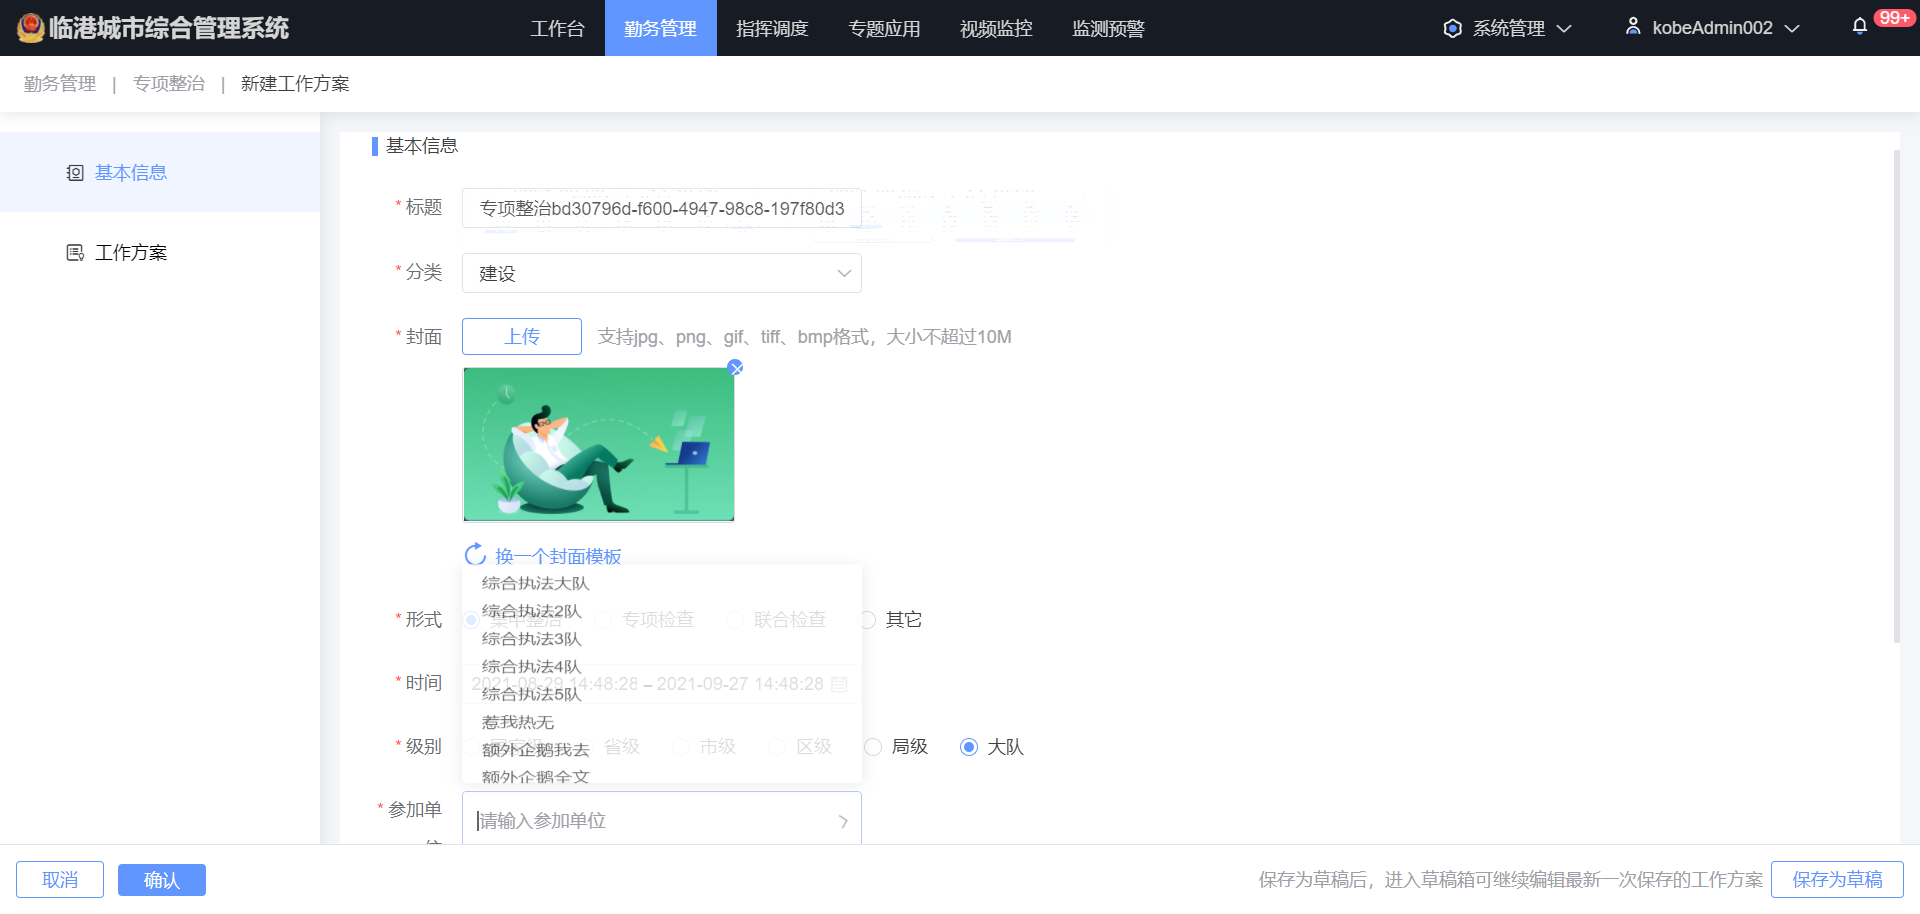 临港城市综合管理系统 工作台 勤务管理 指挥调度 专题应用 视频监控 监测预警 系统管理 kobeAdmin002 99+
勤务管理 | 专项整治 | 新建工作方案
基本信息
工作方案
基本信息
* 标题 专项整治bd30796d-f600-4947-98c8-197f80d3
* 分类 建设
* 封面 上传 支持jpg、png、gif、tiff、bmp格式，大小不超过10M
换一个封面模板
综合执法大队
综合执法2队
* 形式 集中整治 专项检查 联合检查 其它
综合执法3队
综合执法4队
* 时间 2021-08-29 14:48:28 – 2021-09-27 14:48:28
综合执法5队
惹我热无
* 级别 省级 市级 区级 局级 大队
额外企鹅我去
额外企鹅全文
* 参加单位 请输入参加单位
取消 确认 保存为草稿后，进入草稿箱可继续编辑最新一次保存的工作方案 保存为草稿